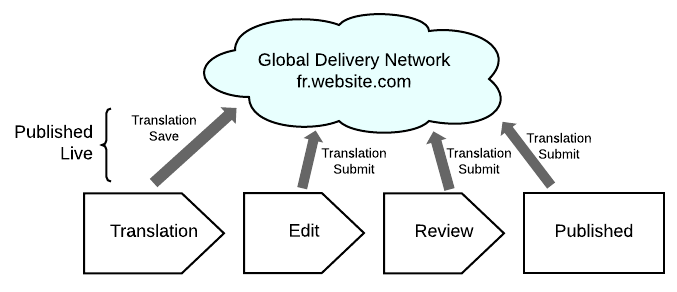 Global Delivery Network
fr.website.com
Published
Live
Translation
Save
Translation
Submit
Translation
Submit
Translation
Submit
Translation
Edit
Review
Published